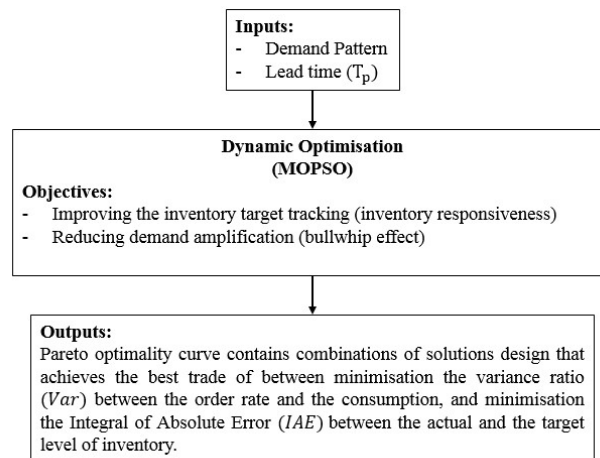 Inputs:
- Demand Pattern
- Lead time (Tp)
Dynamic Optimisation
(MOPSO)
Objectives:
- Improving the inventory target tracking (inventory responsiveness)
- Reducing demand amplification (bullwhip effect)
Outputs:
Pareto optimality curve contains combinations of solutions design that
achieves the best trade of between minimisation the variance ratio
(Var) between the order rate and the consumption, and minimisation
the Integral of Absolute Error (IAE) between the actual and the target
level of inventory.